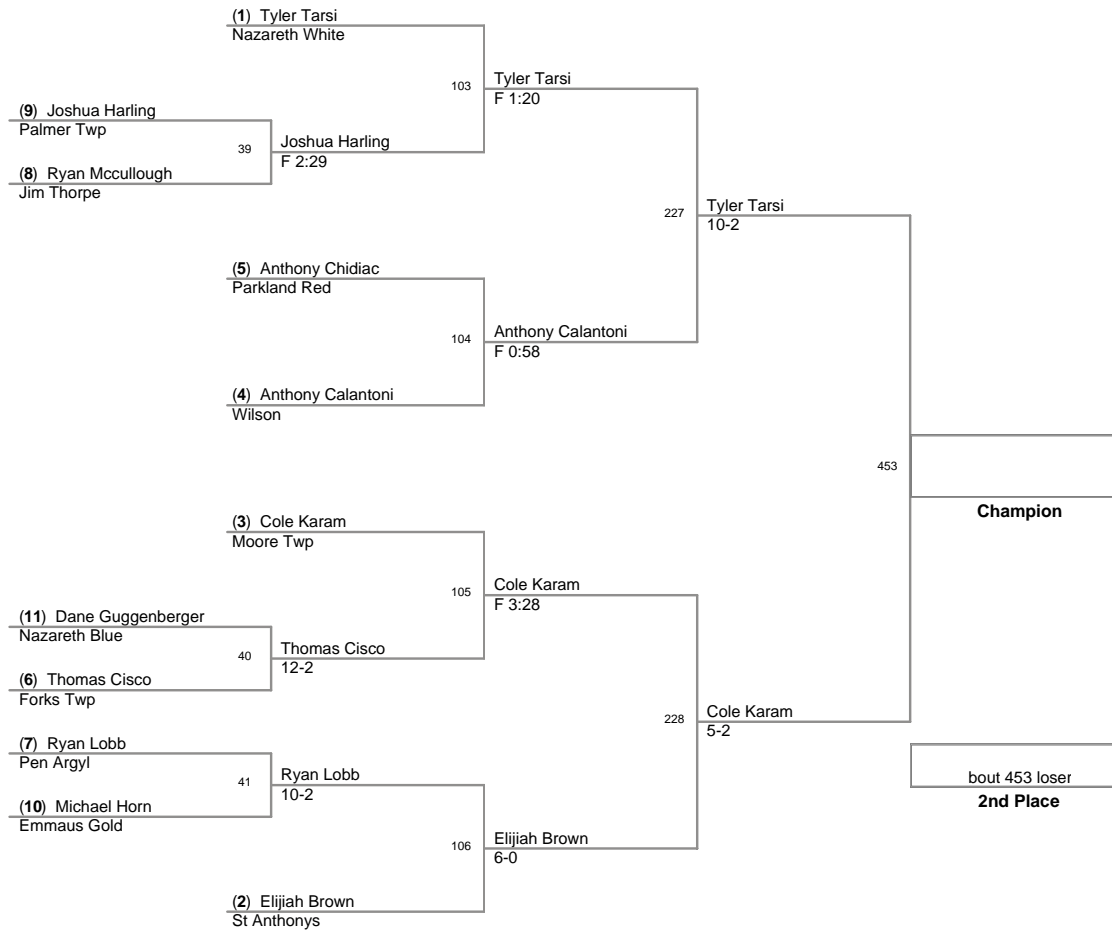 (1) Tyler Tarsi
Nazareth White
103
Tyler Tarsi
F 1:20
(9) Joshua Harling
Palmer Twp
39
Joshua Harling
F 2:29
(8) Ryan Mccullough
Jim Thorpe
227
Tyler Tarsi
10-2
(5) Anthony Chidiac
Parkland Red
104
Anthony Calantoni
F 0:58
(4) Anthony Calantoni
Wilson
453
Champion
(3) Cole Karam
Moore Twp
105
Cole Karam
F 3:28
(11) Dane Guggenberger
Nazareth Blue
40
Thomas Cisco
12-2
(6) Thomas Cisco
Forks Twp
228
Cole Karam
5-2
(7) Ryan Lobb
Pen Argyl
41
Ryan Lobb
10-2
bout 453 loser
2nd Place
(10) Michael Horn
Emmaus Gold
106
Elijiah Brown
6-0
(2) Elijiah Brown
St Anthonys